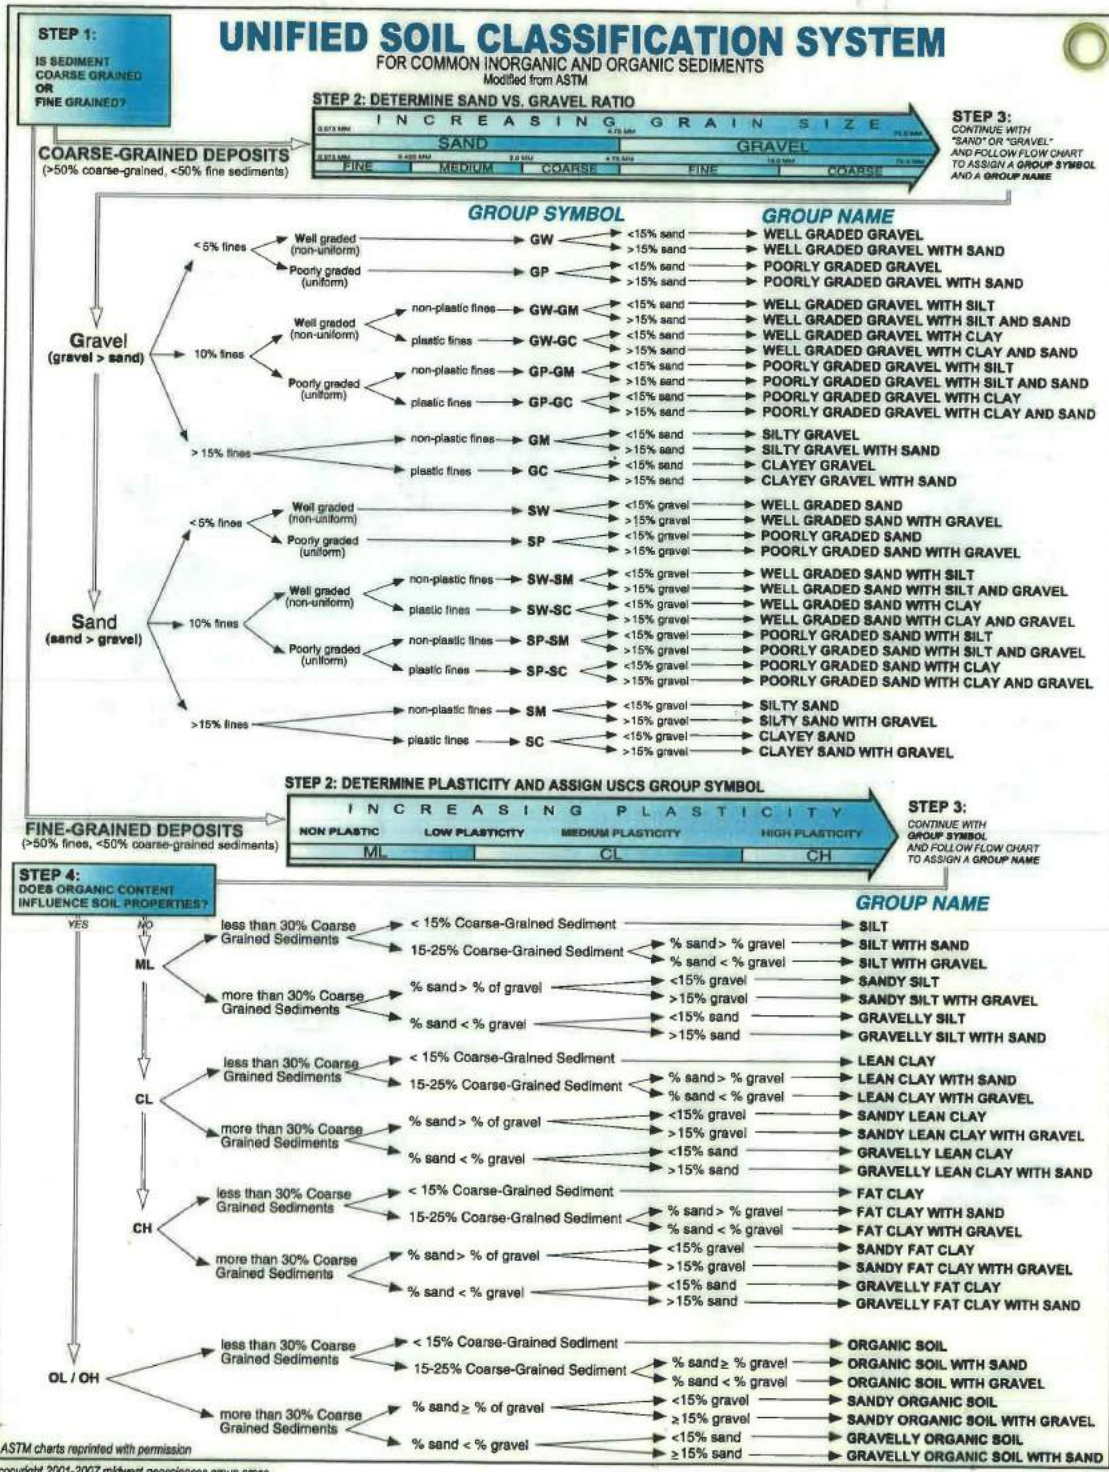 STEP 1:
IS SEDIMENT
COARSE GRAINED
OR
FINE GRAINED?
UNIFIED SOIL CLASSIFICATION SYSTEM
FOR COMMON INORGANIC AND ORGANIC SEDIMENTS
Modified from ASTM
STEP 2: DETERMINE SAND VS. GRAVEL RATIO
INCREASING GRAIN SIZE
4.75 MM
SAND GRAVEL
2.0 MM 4.75 MM
FINE MEDIUM COARSE FINE COARSE
STEP 3:
CONTINUE WITH
"SAND" OR "GRAVEL"
AND FOLLOW FLOW CHART
TO ASSIGN A GROUP SYMBOL
AND A GROUP NAME
COARSE-GRAINED DEPOSITS
(>50% coarse-grained, <50% fine sediments)
GROUP SYMBOL GROUP NAME
Gravel
(gravel > sand)
<5% fines
Well graded
(non-uniform)
GW
<15% sand WELL GRADED GRAVEL
>15% sand WELL GRADED GRAVEL WITH SAND
Poorly graded
(uniform)
GP
<15% sand POORLY GRADED GRAVEL
>15% sand POORLY GRADED GRAVEL WITH SAND
10% fines
Well graded
(non-uniform)
non-plastic fines GW-GM
<15% sand WELL GRADED GRAVEL WITH SILT
>15% sand WELL GRADED GRAVEL WITH SILT AND SAND
plastic fines GW-GC
<15% sand WELL GRADED GRAVEL WITH CLAY
>15% sand WELL GRADED GRAVEL WITH CLAY AND SAND
Poorly graded
(uniform)
non-plastic fines GP-GM
<15% sand POORLY GRADED GRAVEL WITH SILT
>15% sand POORLY GRADED GRAVEL WITH SILT AND SAND
plastic fines GP-GC
<15% sand POORLY GRADED GRAVEL WITH CLAY
>15% sand POORLY GRADED GRAVEL WITH CLAY AND SAND
>15% fines
non-plastic fines GM
<15% sand SILTY GRAVEL
>15% sand SILTY GRAVEL WITH SAND
plastic fines GC
<15% sand CLAYEY GRAVEL
>15% sand CLAYEY GRAVEL WITH SAND
Sand
(sand > gravel)
<5% fines
Well graded
(non-uniform)
SW
<15% gravel WELL GRADED SAND
>15% gravel WELL GRADED SAND WITH GRAVEL
Poorly graded
(uniform)
SP
<15% gravel POORLY GRADED SAND
>15% gravel POORLY GRADED SAND WITH GRAVEL
10% fines
Well graded
(non-uniform)
non-plastic fines SW-SM
<15% gravel WELL GRADED SAND WITH SILT
>15% gravel WELL GRADED SAND WITH SILT AND GRAVEL
plastic fines SW-SC
<15% gravel WELL GRADED SAND WITH CLAY
>15% gravel WELL GRADED SAND WITH CLAY AND GRAVEL
Poorly graded
(uniform)
non-plastic fines SP-SM
<15% gravel POORLY GRADED SAND WITH SILT
>15% gravel POORLY GRADED SAND WITH SILT AND GRAVEL
plastic fines SP-SC
<15% gravel POORLY GRADED SAND WITH CLAY
>15% gravel POORLY GRADED SAND WITH CLAY AND GRAVEL
>15% fines
non-plastic fines SM
<15% gravel SILTY SAND
>15% gravel SILTY SAND WITH GRAVEL
plastic fines SC
<15% gravel CLAYEY SAND
>15% gravel CLAYEY SAND WITH GRAVEL
STEP 2: DETERMINE PLASTICITY AND ASSIGN USCS GROUP SYMBOL
INCREASING PLASTICITY
NON PLASTIC LOW PLASTICITY MEDIUM PLASTICITY HIGH PLASTICITY
ML CL CH
STEP 3:
CONTINUE WITH
GROUP SYMBOL
AND FOLLOW FLOW CHART
TO ASSIGN A GROUP NAME
FINE-GRAINED DEPOSITS
(>50% fines, <50% coarse-grained sediments)
STEP 4:
DOES ORGANIC CONTENT
INFLUENCE SOIL PROPERTIES?
YES NO
GROUP NAME
ML
less than 30% Coarse
Grained Sediments
< 15% Coarse-Grained Sediment SILT
15-25% Coarse-Grained Sediment
% sand > % gravel SILT WITH SAND
% sand < % gravel SILT WITH GRAVEL
more than 30% Coarse
Grained Sediments
% sand > % of gravel
<15% gravel SANDY SILT
>15% gravel SANDY SILT WITH GRAVEL
% sand < % gravel
<15% sand GRAVELLY SILT
>15% sand GRAVELLY SILT WITH SAND
CL
less than 30% Coarse
Grained Sediments
< 15% Coarse-Grained Sediment LEAN CLAY
15-25% Coarse-Grained Sediment
% sand > % gravel LEAN CLAY WITH SAND
% sand < % gravel LEAN CLAY WITH GRAVEL
more than 30% Coarse
Grained Sediments
% sand > % of gravel
<15% gravel SANDY LEAN CLAY
>15% gravel SANDY LEAN CLAY WITH GRAVEL
% sand < % gravel
<15% sand GRAVELLY LEAN CLAY
>15% sand GRAVELLY LEAN CLAY WITH SAND
CH
less than 30% Coarse
Grained Sediments
< 15% Coarse-Grained Sediment FAT CLAY
15-25% Coarse-Grained Sediment
% sand > % gravel FAT CLAY WITH SAND
% sand < % gravel FAT CLAY WITH GRAVEL
more than 30% Coarse
Grained Sediments
% sand > % of gravel
<15% gravel SANDY FAT CLAY
>15% gravel SANDY FAT CLAY WITH GRAVEL
% sand < % gravel
<15% sand GRAVELLY FAT CLAY
>15% sand GRAVELLY FAT CLAY WITH SAND
OL / OH
less than 30% Coarse
Grained Sediments
< 15% Coarse-Grained Sediment ORGANIC SOIL
15-25% Coarse-Grained Sediment
% sand ≥ % gravel ORGANIC SOIL WITH SAND
% sand < % gravel ORGANIC SOIL WITH GRAVEL
more than 30% Coarse
Grained Sediments
% sand ≥ % of gravel
<15% gravel SANDY ORGANIC SOIL
≥15% gravel SANDY ORGANIC SOIL WITH GRAVEL
% sand < % gravel
<15% sand GRAVELLY ORGANIC SOIL
≥15% sand GRAVELLY ORGANIC SOIL WITH SAND
ASTM charts reprinted with permission
copyright 2001-2007 midwest geosciences group press